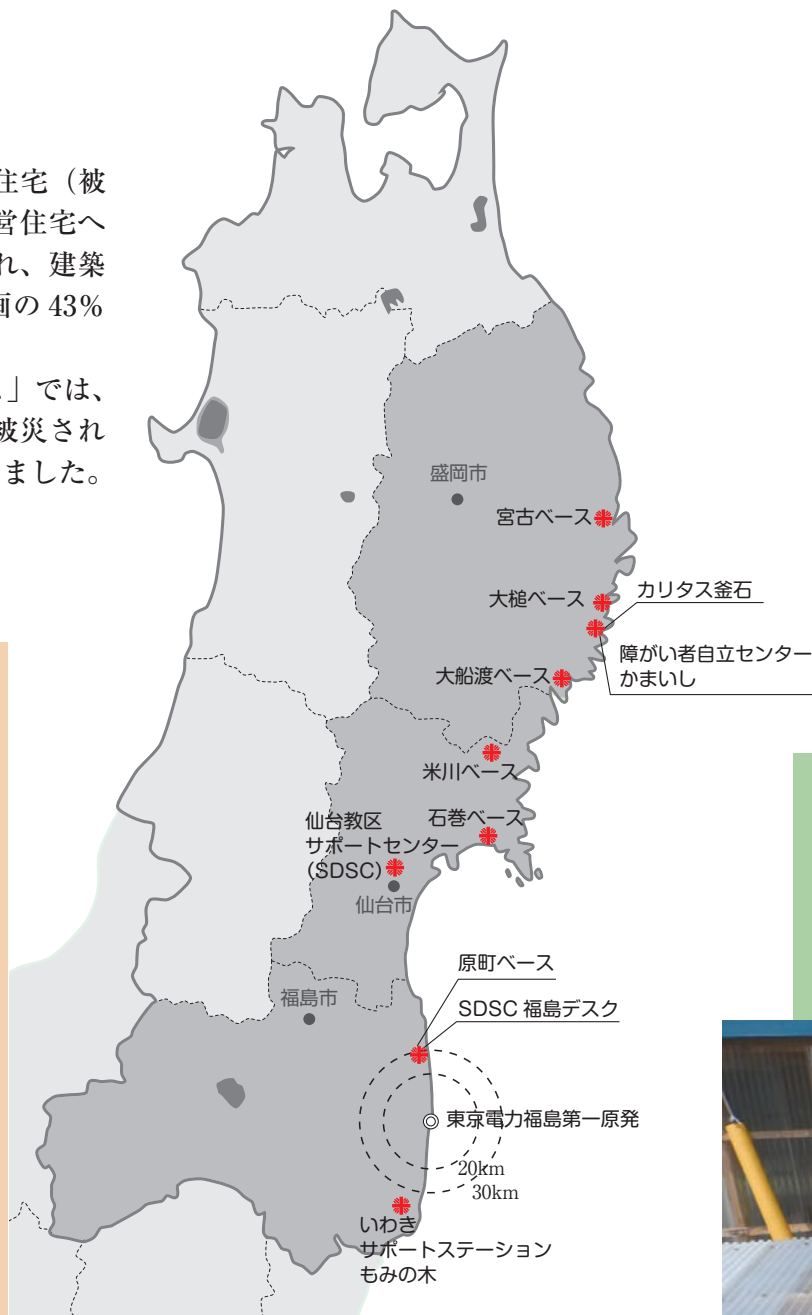 住宅（被
営住宅へ
れ、建築
画の 43%
」では、
被災され
ました。
盛岡市
宮古ベース
大槌ベース
カリタス釜石
障がい者自立センター
かまいし
大船渡ベース
米川ベース
石巻ベース
仙台教区
サポートセンター
（SDSC）
仙台市
原町ベース
福島市
SDSC 福島デスク
東京電力福島第一原発
20km
30km
いわき
サポートステーション
もみの木